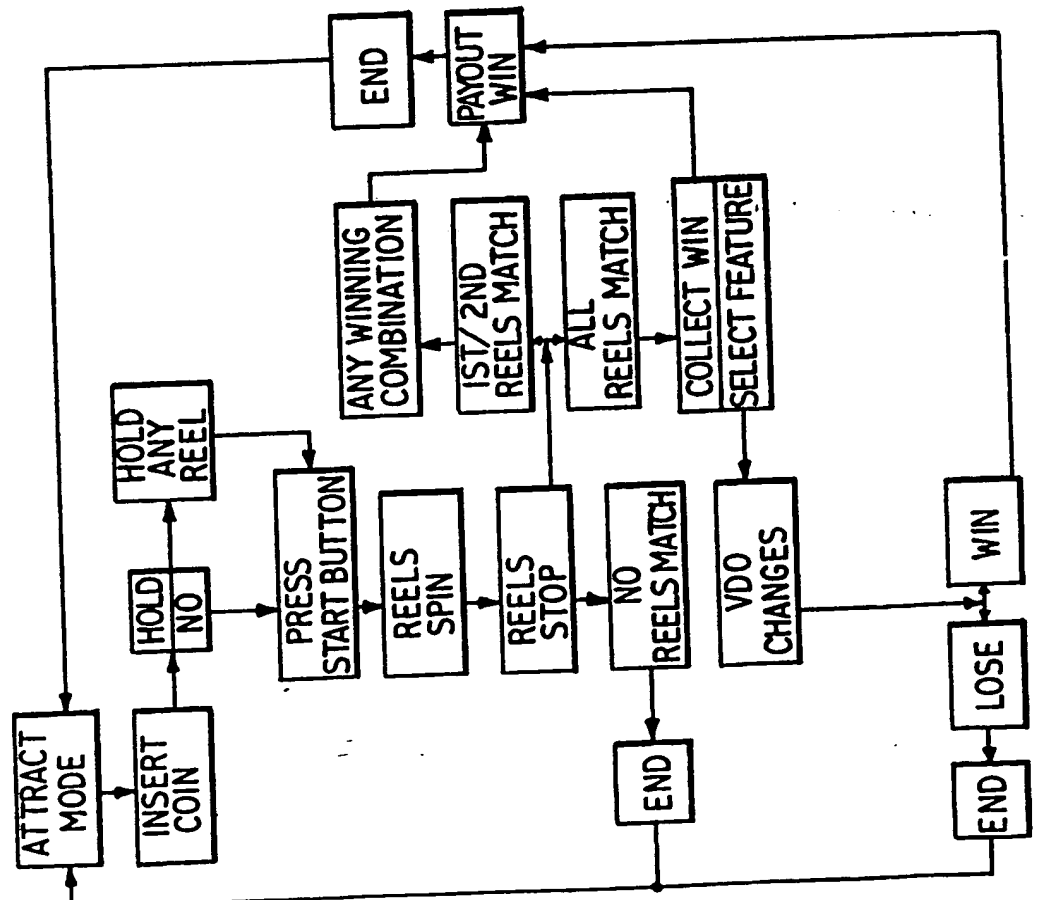 ATTRACT
MODE
INSERT
COIN
HOLD
NO
HOLD
ANY
REEL
PRESS
START BUTTON
REELS
SPIN
REELS
STOP
NO
REELS MATCH
END
ANY WINNING
COMBINATION
1ST/2ND
REELS MATCH
ALL
REELS MATCH
COLLECT WIN
SELECT FEATURE
PAYOUT
WIN
END
VDO
CHANGES
WIN
LOSE
END